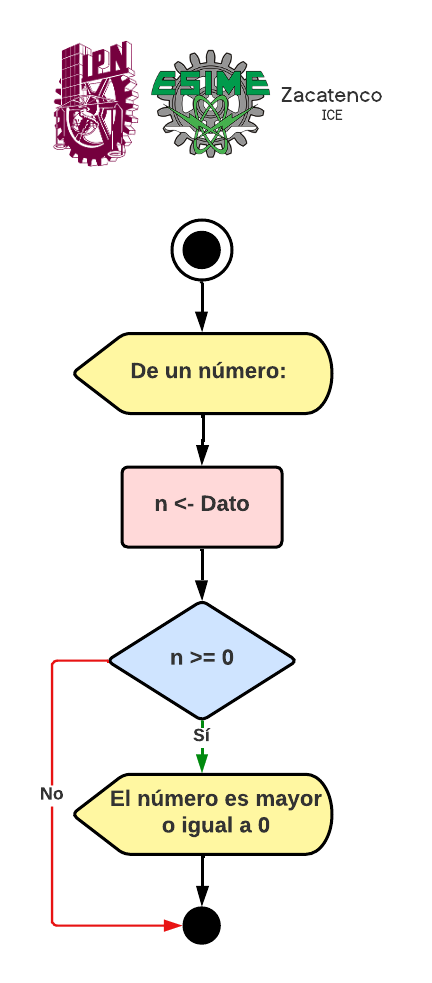 IPN
ESIME
Zacatenco
ICE
De un número:
n <- Dato
n >= 0
Sí
No
El número es mayor
o igual a 0